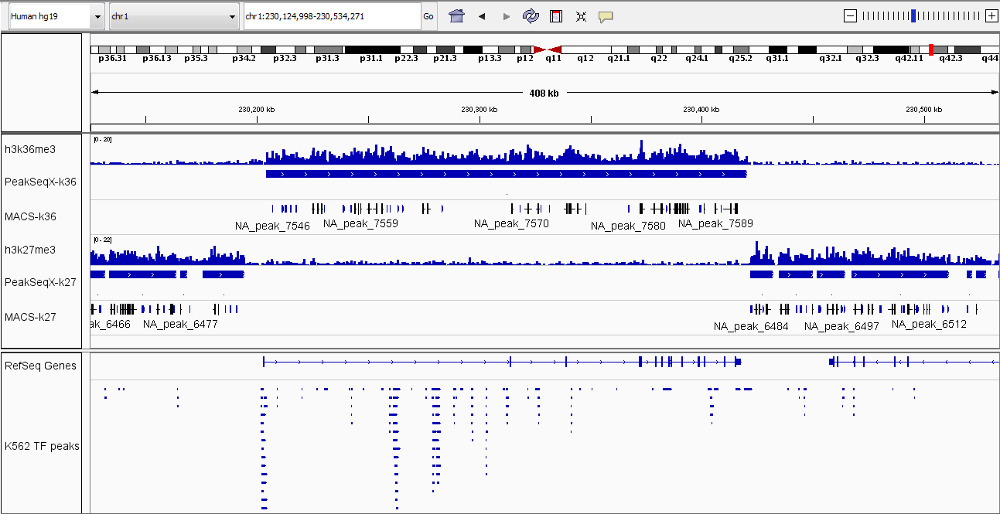 Human hg19 chr1 chr1:230,124,998-230,534,271 Go
p36.31 p36.13 p35.3 p34.2 p32.3 p31.3 p31.1 p22.3 p21.3 p13.3 p12 q11 q12 q21.1 q22 q24.1 q25.2 q31.1 q32.1 q32.3 q42.11 q42.3 q44
408 kb
230,200 kb 230,300 kb 230,400 kb 230,500 kb
[0 - 20]
h3k36me3
PeakSeqX-k36
MACS-k36
NA_peak_7546 NA_peak_7559 NA_peak_7570 NA_peak_7580 NA_peak_7589
[0 - 22]
h3k27me3
PeakSeqX-k27
MACS-k27
ak_6466 NA_peak_6477 NA_peak_6484 NA_peak_6497 NA_peak_6512
RefSeq Genes
K562 TF peaks